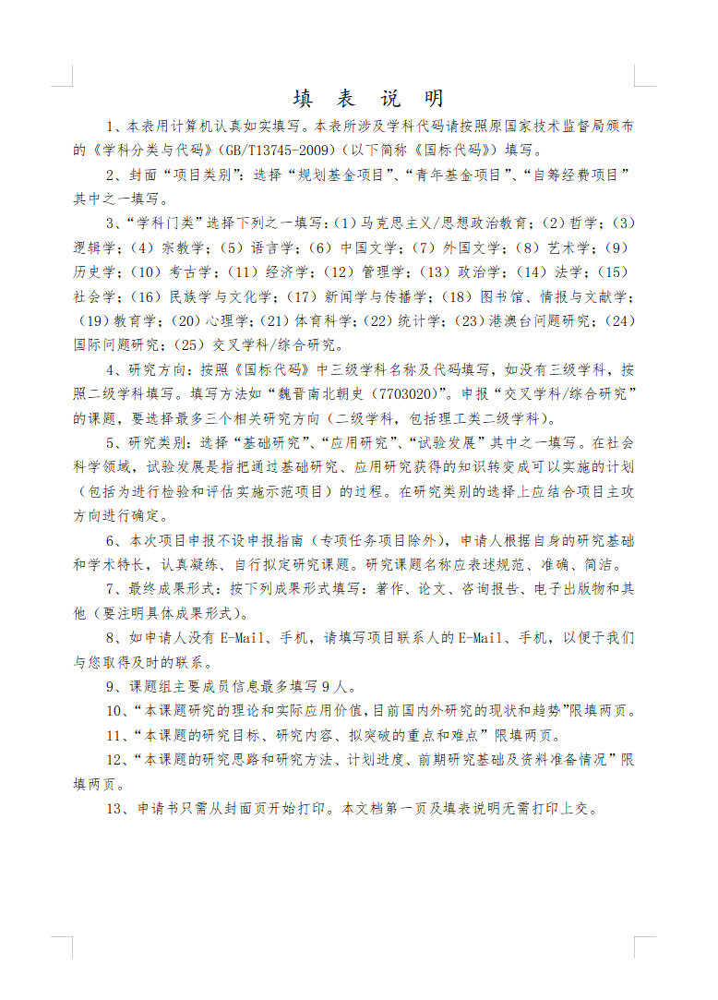 填 表 说 明
1、本表用计算机认真如实填写。本表所涉及学科代码请按照原国家技术监督局颁布
的《学科分类与代码》(GB/T13745-2009)(以下简称《国标代码》)填写。
2、封面“项目类别”：选择“规划基金项目”、“青年基金项目”、“自筹经费项目”
其中之一填写。
3、“学科门类”选择下列之一填写：(1)马克思主义/思想政治教育；(2)哲学；(3)
逻辑学；(4)宗教学；(5)语言学；(6)中国文学；(7)外国文学；(8)艺术学；(9)
历史学；(10)考古学；(11)经济学；(12)管理学；(13)政治学；(14)法学；(15)
社会学；(16)民族学与文化学；(17)新闻学与传播学；(18)图书馆、情报与文献学；
(19)教育学；(20)心理学；(21)体育科学；(22)统计学；(23)港澳台问题研究；(24)
国际问题研究；(25)交叉学科/综合研究。
4、研究方向：按照《国标代码》中三级学科名称及代码填写，如没有三级学科，按
照二级学科填写。填写方法如“魏晋南北朝史(7703020)”。申报“交叉学科/综合研究”
的课题，要选择最多三个相关研究方向(二级学科，包括理工类二级学科)。
5、研究类别：选择“基础研究”、“应用研究”、“试验发展”其中之一填写。在社会
科学领域，试验发展是指把通过基础研究、应用研究获得的知识转变成可以实施的计划
(包括为进行检验和评估实施示范项目)的过程。在研究类别的选择上应结合项目主攻
方向进行确定。
6、本次项目申报不设申报指南(专项任务项目除外)，申请人根据自身的研究基础
和学术特长，认真凝练、自行拟定研究课题。研究课题名称应表述规范、准确、简洁。
7、最终成果形式：按下列成果形式填写：著作、论文、咨询报告、电子出版物和其
他(要注明具体成果形式)。
8、如申请人没有E-Mail、手机，请填写项目联系人的E-Mail、手机，以便于我们
与您取得及时的联系。
9、课题组主要成员信息最多填写9人。
10、“本课题研究的理论和实际应用价值，目前国内外研究的现状和趋势”限填两页。
11、“本课题的研究目标、研究内容、拟突破的重点和难点”限填两页。
12、“本课题的研究思路和研究方法、计划进度、前期研究基础及资料准备情况”限
填两页。
13、申请书只需从封面页开始打印。本文档第一页及填表说明无需打印上交。